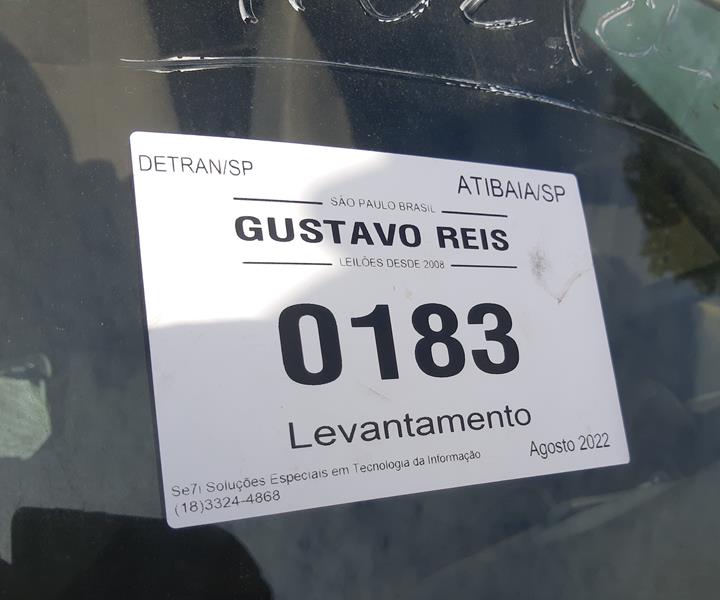 DETRAN/SP
ATIBAIA/SP
SÃO PAULO BRASIL
GUSTAVO REIS
LEILÕES DESDE 2008
0183
Levantamento
Agosto 2022
Se7i Soluções Especiais em Tecnologia da Informação
(18)3324-4868